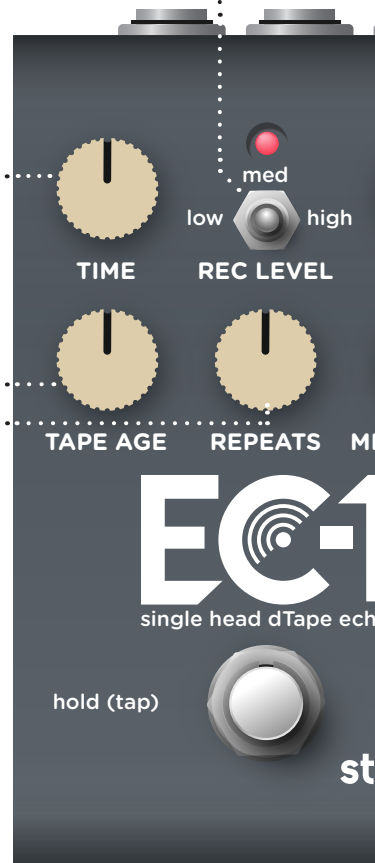 med
low high
TIME REC LEVEL
TAPE AGE REPEATS
EC-1
single head dTape ech
hold (tap)
st